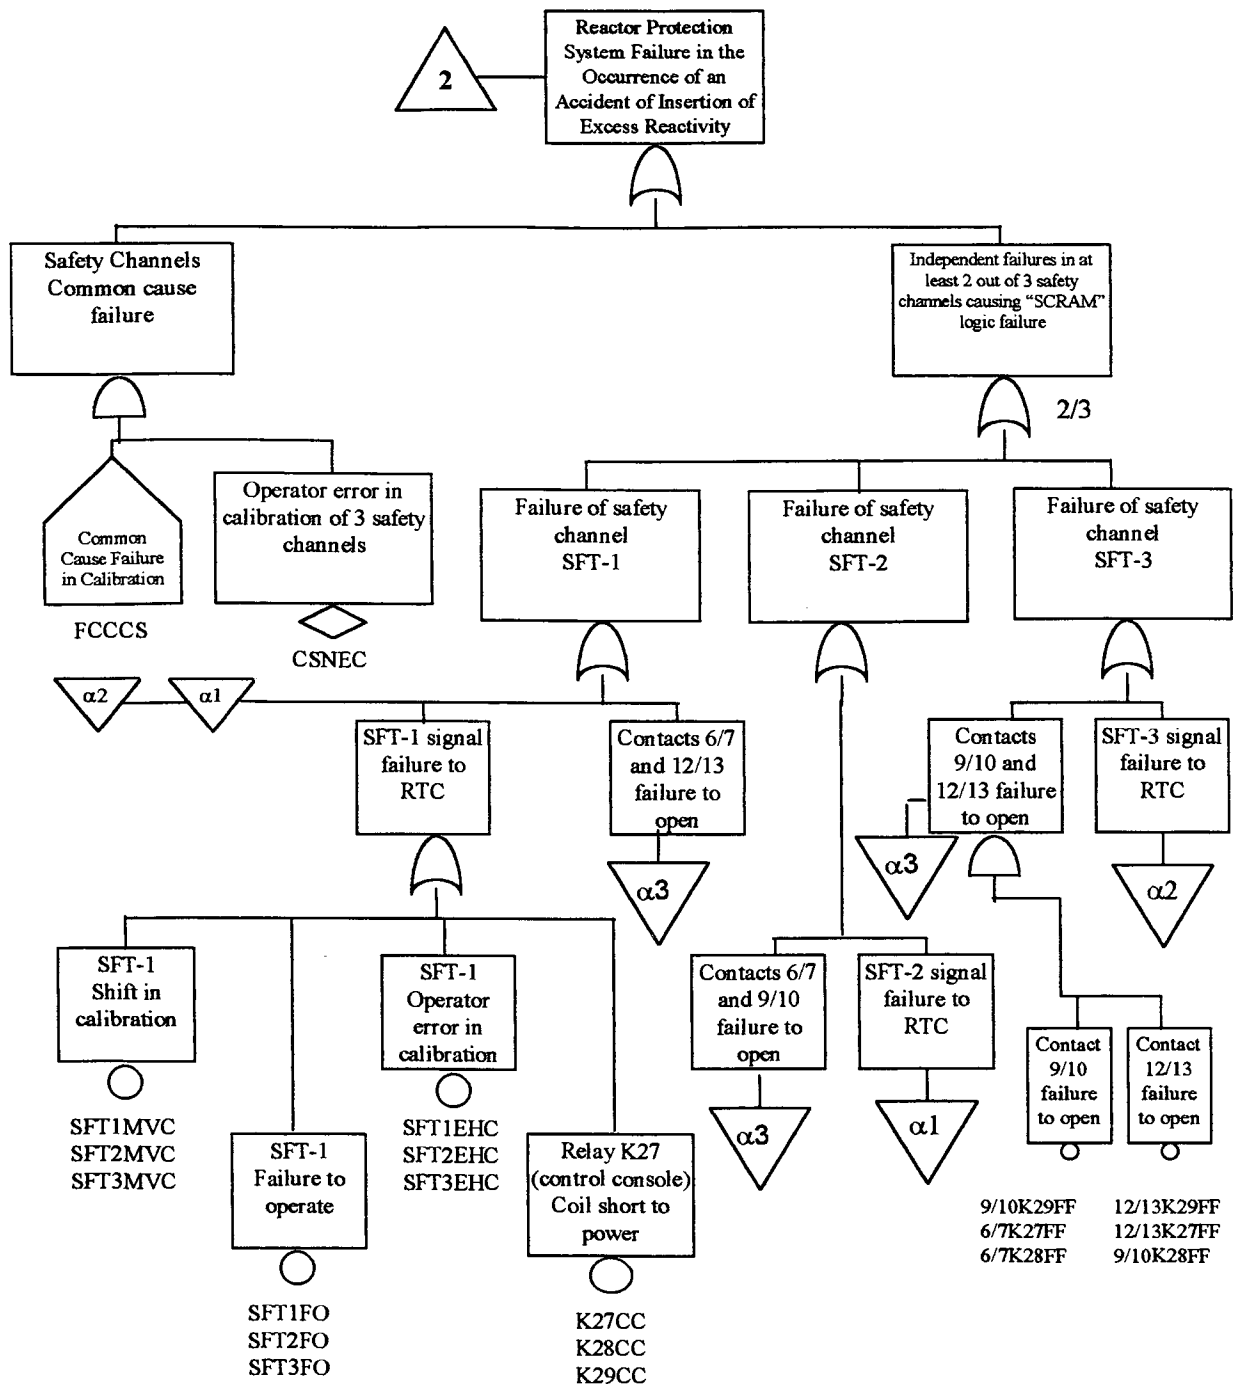 2
Reactor Protection
System Failure in the
Occurrence of an
Accident of Insertion of
Excess Reactivity
Safety Channels
Common cause
failure
Independent failures in at
least 2 out of 3 safety
channels causing “SCRAM”
logic failure
2/3
Common
Cause Failure
in Calibration
FCCCS
Operator error in
calibration of 3 safety
channels
CSNEC
Failure of safety
channel
SFT-1
Failure of safety
channel
SFT-2
Failure of safety
channel
SFT-3
α2
α1
SFT-1 signal
failure to
RTC
Contacts 6/7
and 12/13
failure to
open
α3
Contacts
9/10 and
12/13 failure
to open
α3
SFT-3 signal
failure to
RTC
α2
SFT-1
Shift in
calibration
SFT1MVC
SFT2MVC
SFT3MVC
SFT-1
Failure to
operate
SFT1FO
SFT2FO
SFT3FO
SFT-1
Operator
error in
calibration
SFT1EHC
SFT2EHC
SFT3EHC
Relay K27
(control console)
Coil short to
power
K27CC
K28CC
K29CC
Contacts 6/7
and 9/10
failure to
open
α3
SFT-2 signal
failure to
RTC
α1
Contact
9/10
failure
to open
9/10K29FF
6/7K27FF
6/7K28FF
Contact
12/13
failure
to open
12/13K29FF
12/13K27FF
9/10K28FF